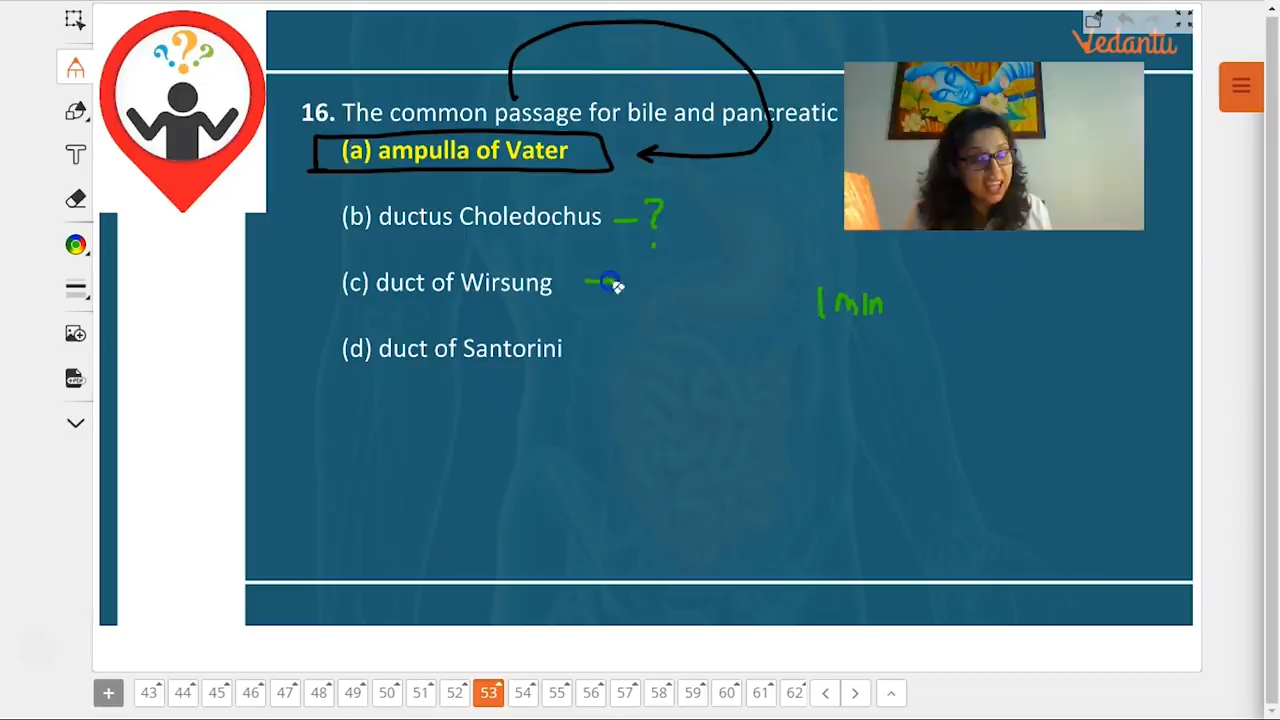 Vedantu
16. The common passage for bile and pancreatic
(a) ampulla of Vater
(b) ductus Choledochus – ?
(c) duct of Wirsung –
1 min
(d) duct of Santorini
+ 43 44 45 46 47 48 49 50 51 52 53 54 55 56 57 58 59 60 61 62